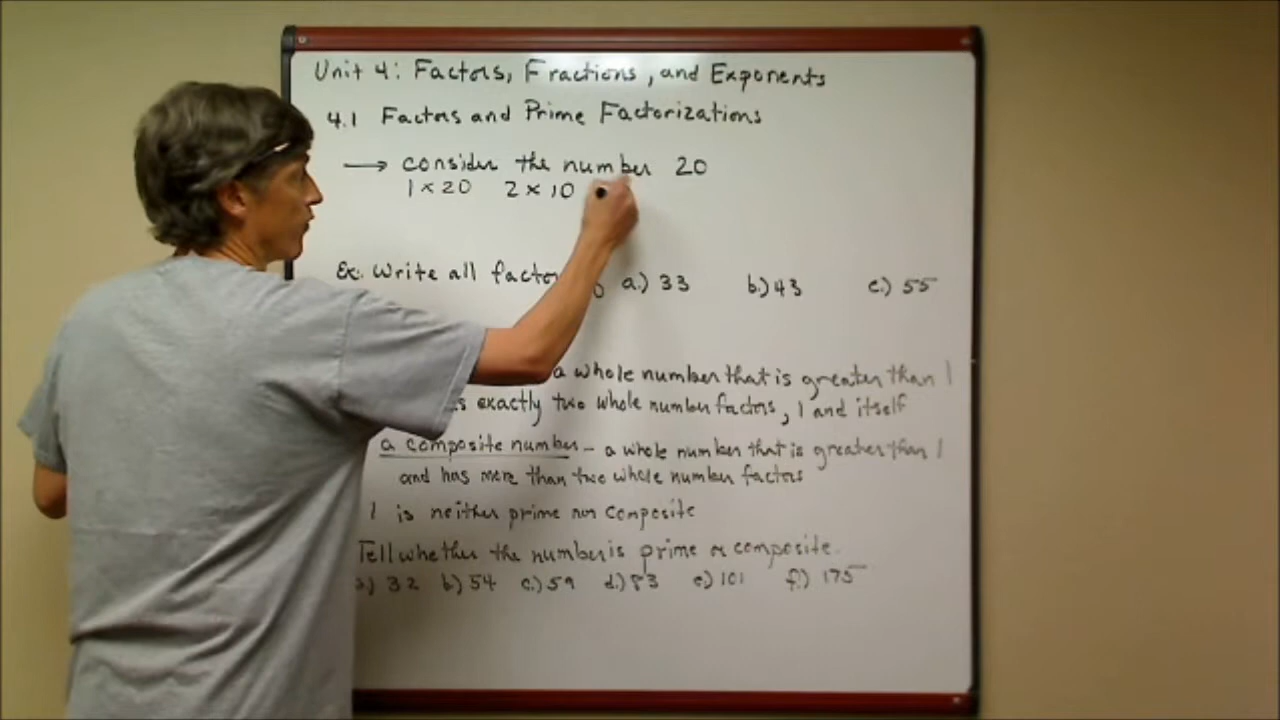 Unit 4: Factors, Fractions, and Exponents
4.1 Factors and Prime Factorizations
→ consider the number 20
1 × 20 2 × 10
Ex: Write all a.) 33 b.) 43 c.) 55
a whole number that is greater than 1
exactly two whole number factors, 1 and itself
a composite number - a whole number that is greater than 1
and has more than two whole number factors
1 is neither prime nor composite
Tell whether the number is prime or composite.
a) 32 b.) 54 c.) 59 d.) 83 e.) 101 f.) 175